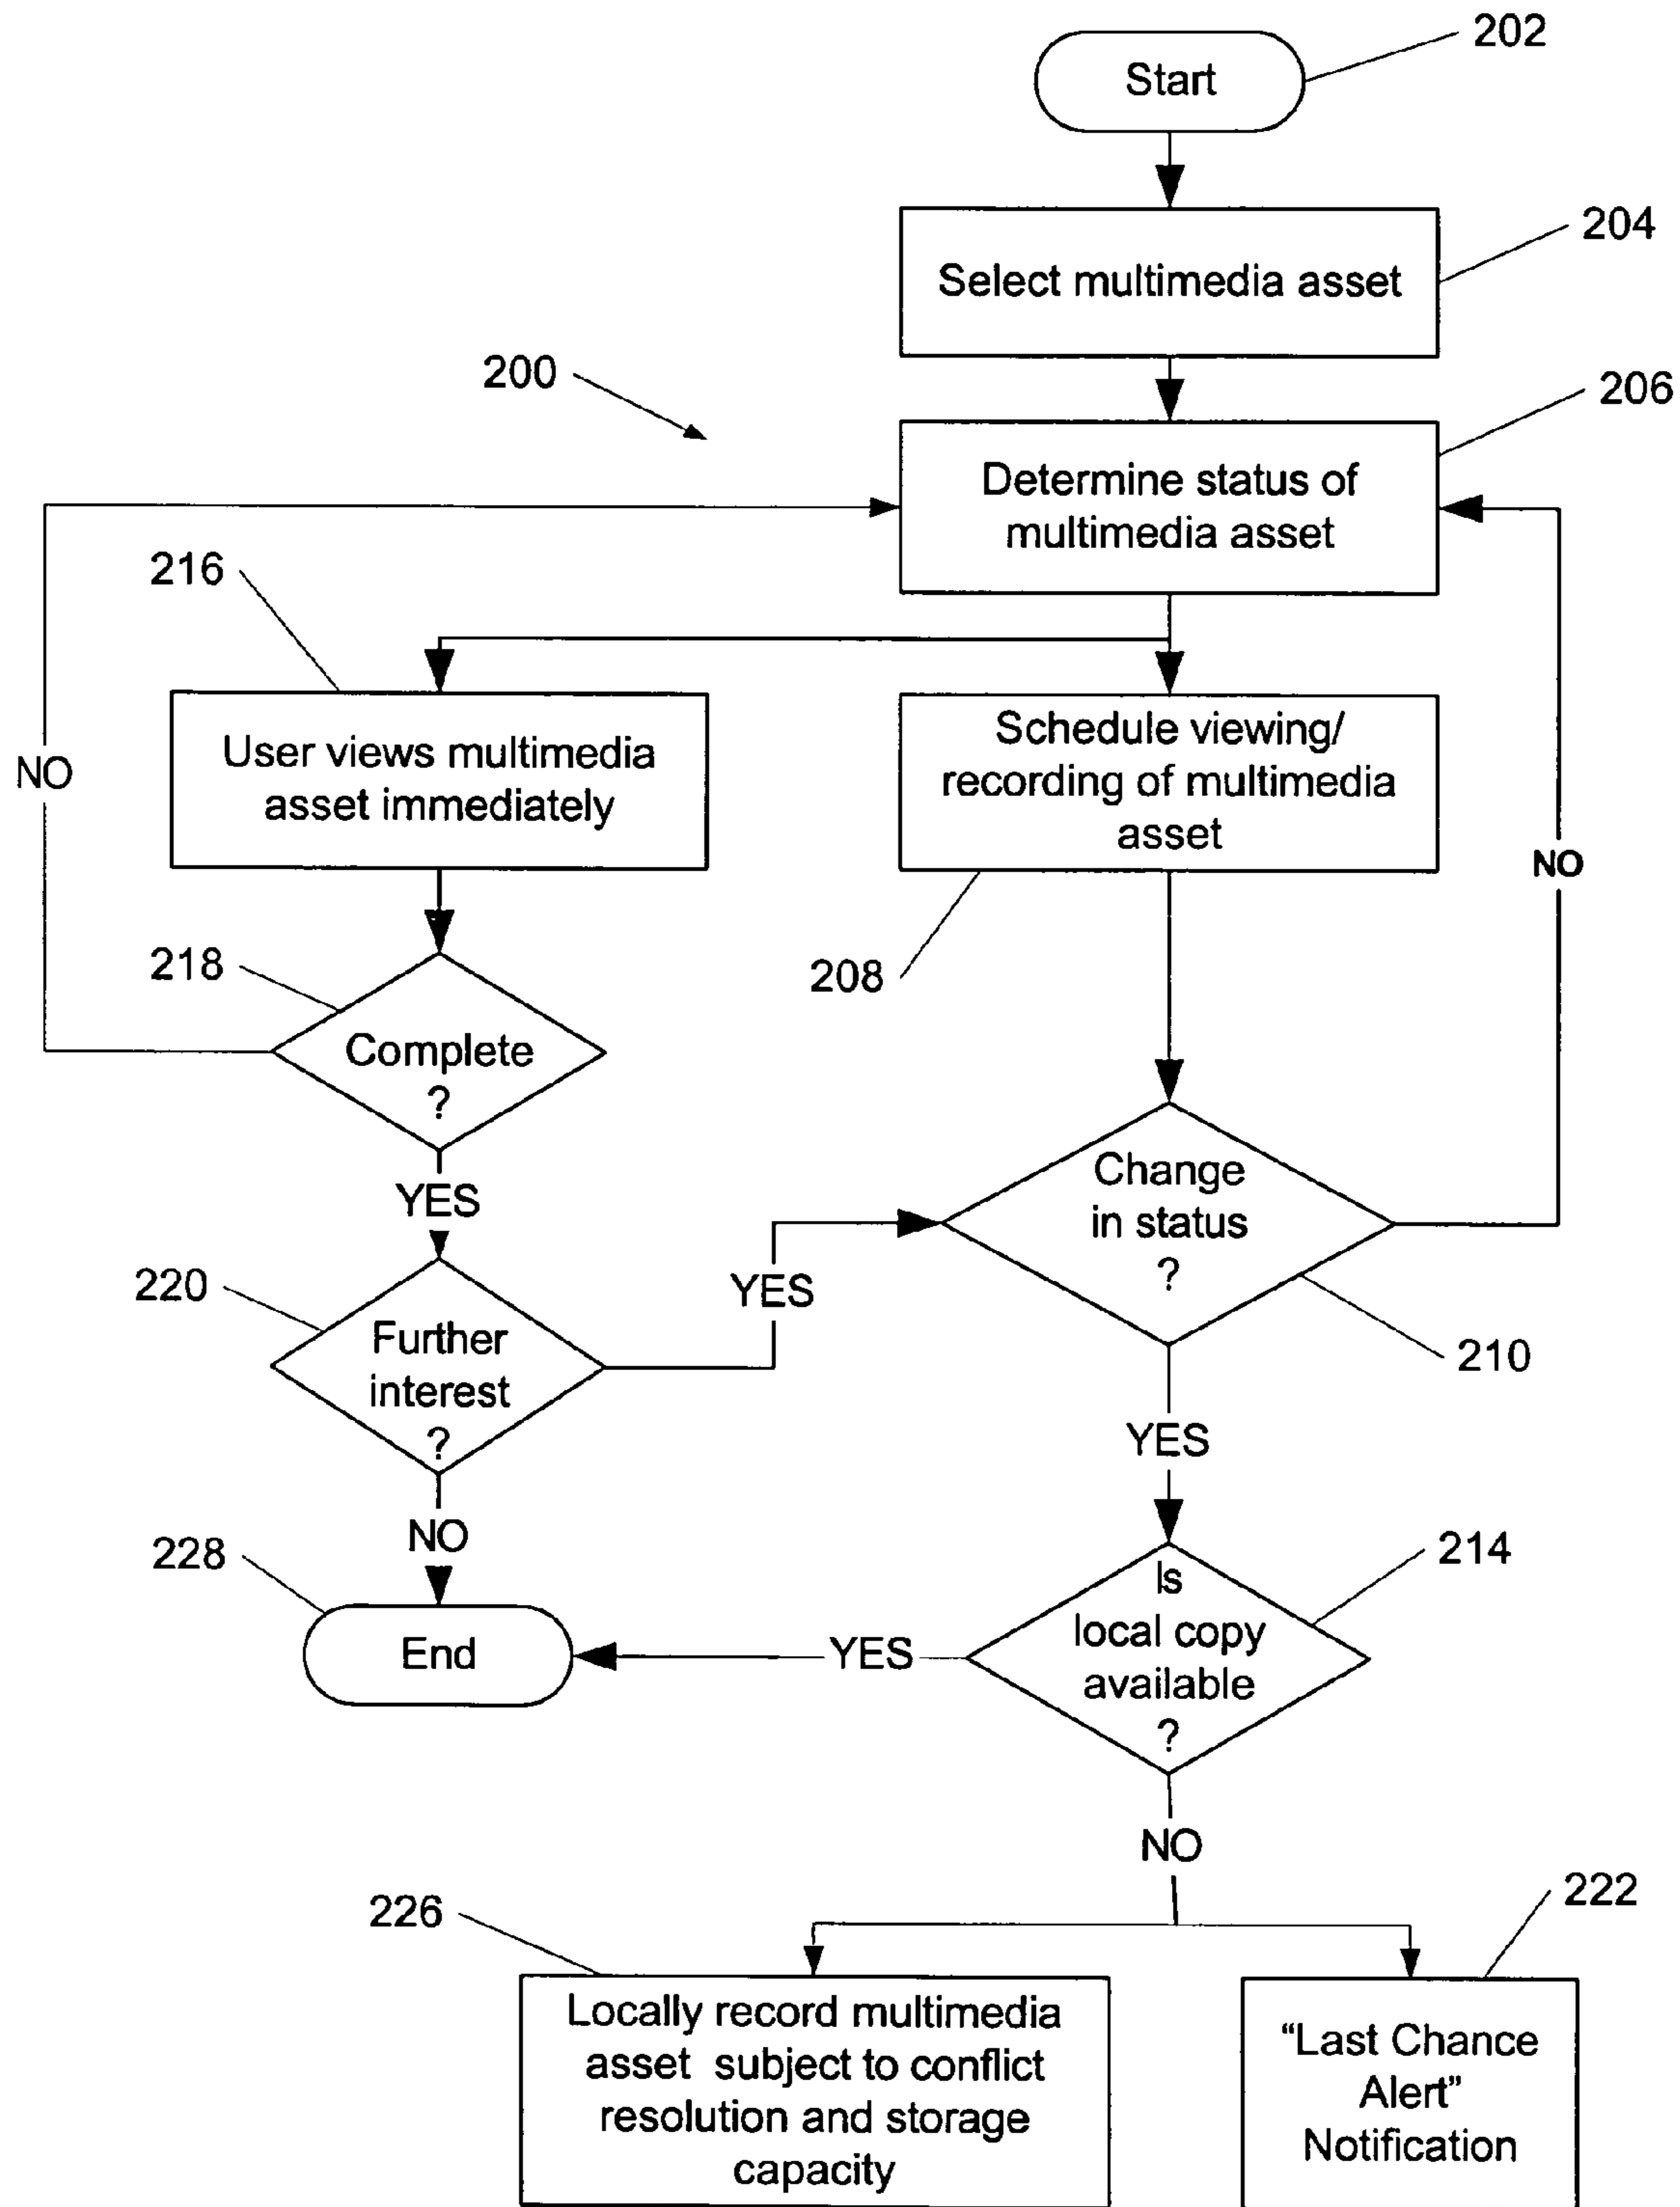 202
Start
204
Select multimedia asset
200
206
Determine status of
multimedia asset
216
User views multimedia
asset immediately
Schedule viewing/
recording of multimedia
asset
NO
NO
218
208
Complete
?
YES
Change
in status
?
220
YES
Further
interest
?
210
YES
NO
228
214
End
YES
Is
local copy
available
?
NO
226
222
Locally record multimedia
asset subject to conflict
resolution and storage
capacity
“Last Chance
Alert”
Notification